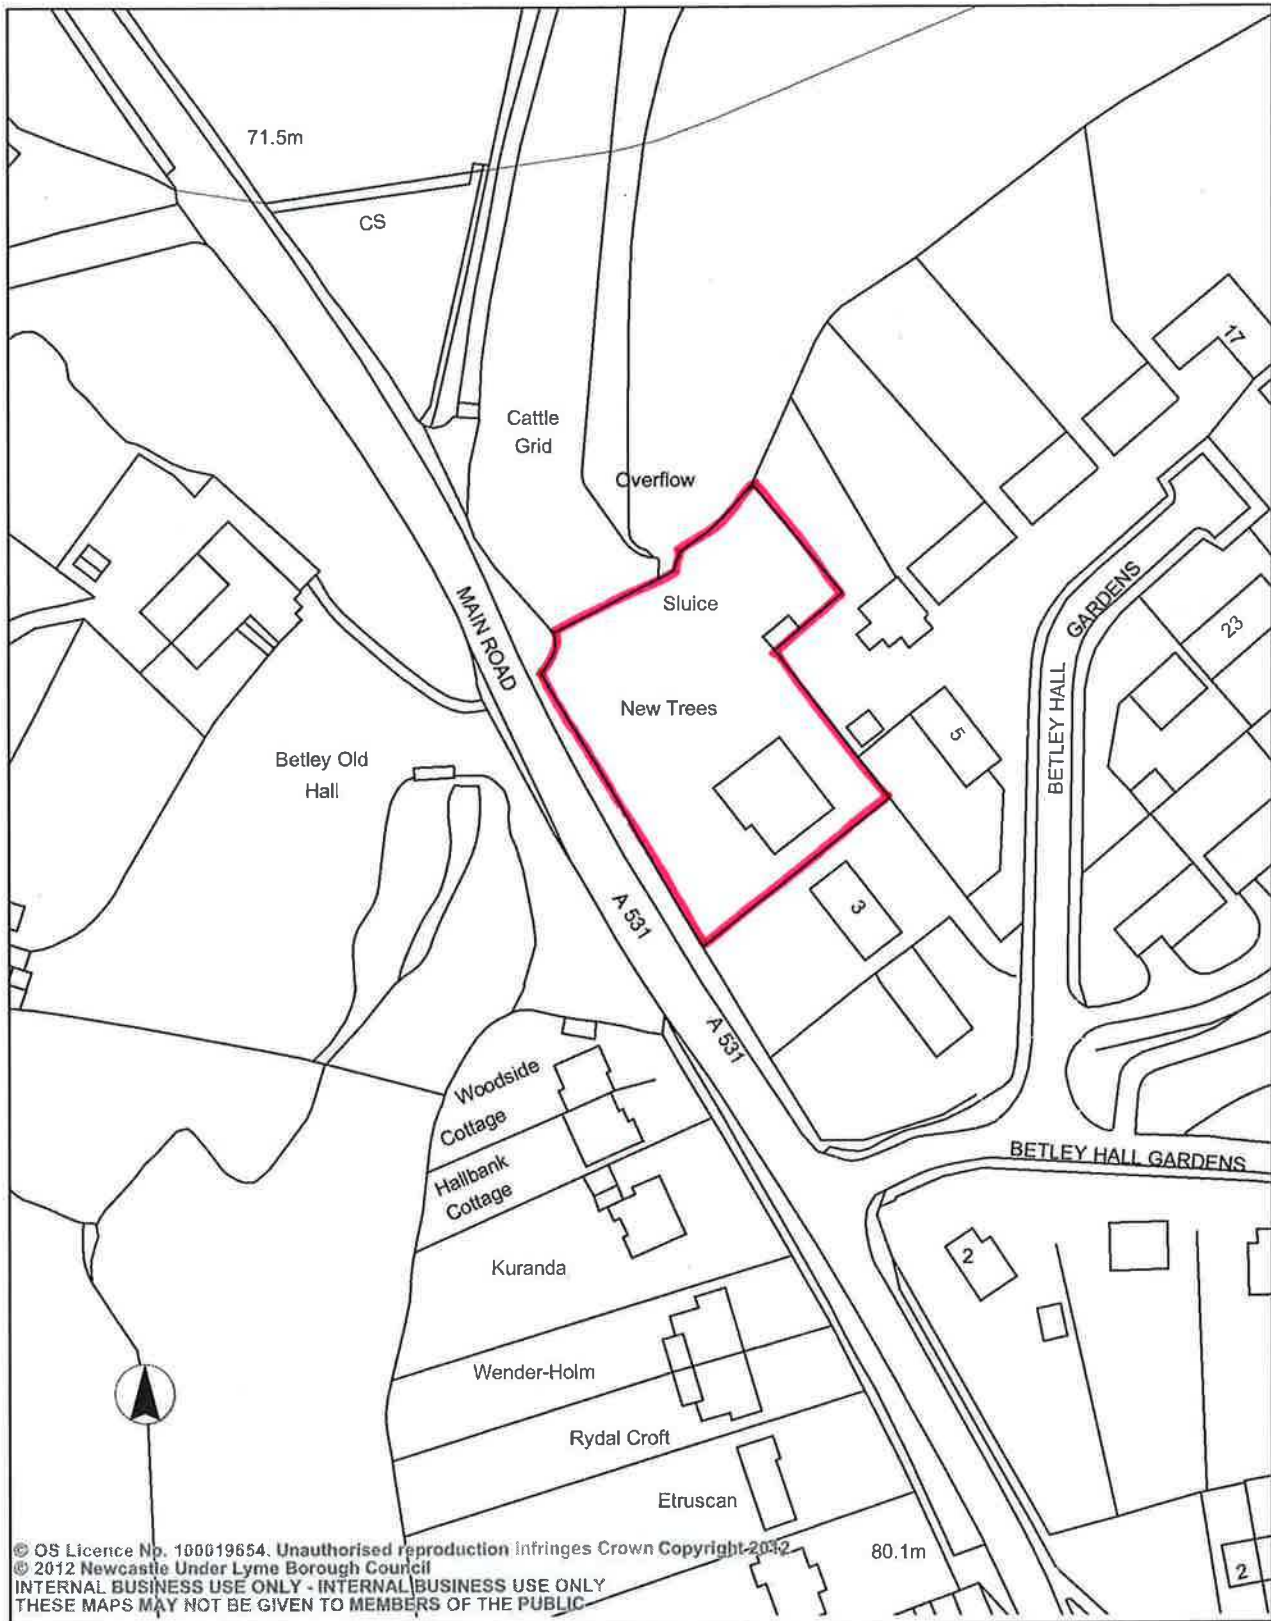 71.5m
CS
17
Cattle
Grid
Overflow
Sluice
MAIN ROAD
GARDENS
23
New Trees
BETLEY HALL
5
Betley Old
Hall
3
A 531
A 531
Woodside
Cottage
Hallbank
Cottage
BETLEY HALL GARDENS
2
Kuranda
Wender-Holm
Rydal Croft
Etruscan
80.1m
2
© OS Licence No. 100019654. Unauthorised reproduction infringes Crown Copyright 2012
© 2012 Newcastle Under Lyme Borough Council
INTERNAL BUSINESS USE ONLY - INTERNAL BUSINESS USE ONLY
THESE MAPS MAY NOT BE GIVEN TO MEMBERS OF THE PUBLIC